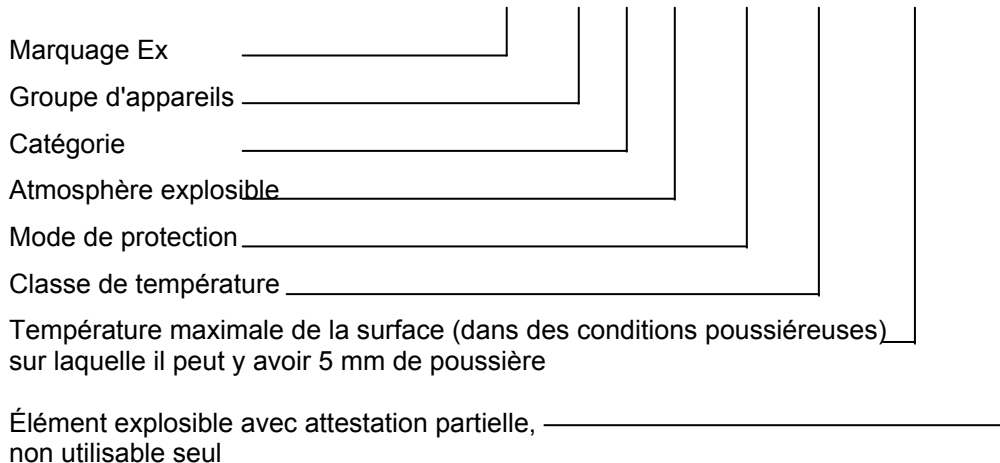 Marquage Ex
Groupe d'appareils
Catégorie
Atmosphère explosible
Mode de protection
Classe de température
Température maximale de la surface (dans des conditions poussiéreuses)
sur laquelle il peut y avoir 5 mm de poussière
Élément explosible avec attestation partielle,
non utilisable seul